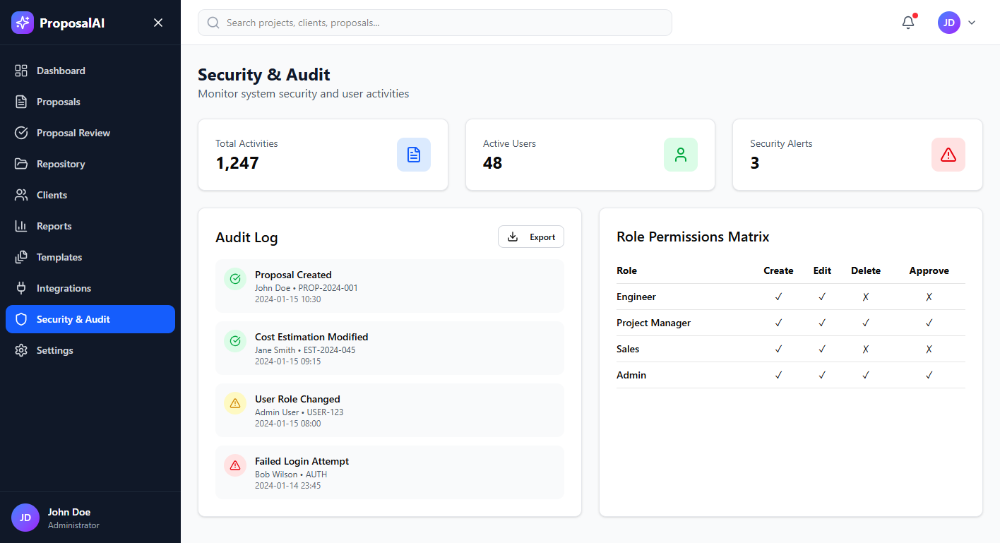 ProposalAI
Search projects, clients, proposals...
JD
Dashboard
Proposals
Proposal Review
Repository
Clients
Reports
Templates
Integrations
Security & Audit
Settings
JD
John Doe
Administrator
Security & Audit
Monitor system security and user activities
Total Activities
1,247
Active Users
48
Security Alerts
3
Audit Log
Export
Proposal Created
John Doe • PROP-2024-001
2024-01-15 10:30
Cost Estimation Modified
Jane Smith • EST-2024-045
2024-01-15 09:15
User Role Changed
Admin User • USER-123
2024-01-15 08:00
Failed Login Attempt
Bob Wilson • AUTH
2024-01-14 23:45
Role Permissions Matrix
Role Create Edit Delete Approve
Engineer ✓ ✓ ✗ ✗
Project Manager ✓ ✓ ✓ ✓
Sales ✓ ✓ ✗ ✗
Admin ✓ ✓ ✓ ✓